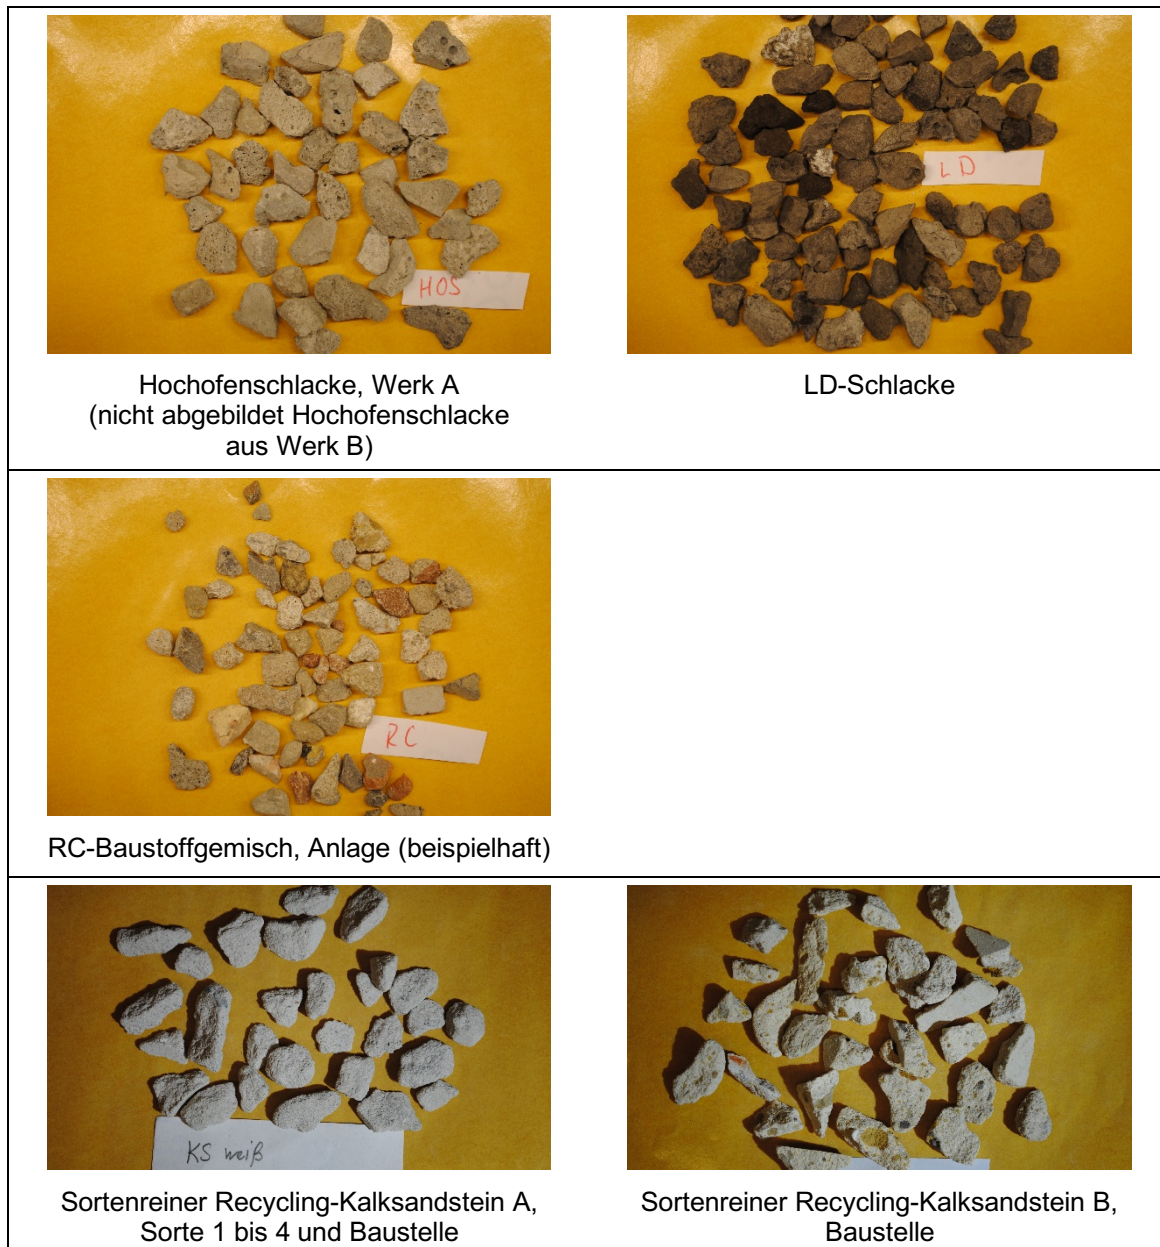 HOS
LD
Hochofenschlacke, Werk A
(nicht abgebildet Hochofenschlacke
aus Werk B)
LD-Schlacke
RC
RC-Baustoffgemisch, Anlage (beispielhaft)
KS weiß
Sortenreiner Recycling-Kalksandstein A,
Sorte 1 bis 4 und Baustelle
Sortenreiner Recycling-Kalksandstein B,
Baustelle